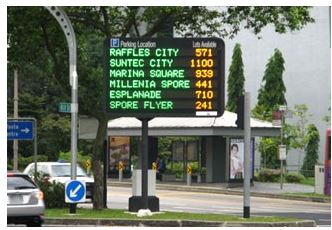 P Parking Location Lots Available
RAFFLES CITY 571
SUNTEC CITY 1100
MARINA SQUARE 939
MILLENIA SPORE 441
ESPLANADE 710
SPORE FLYER 241